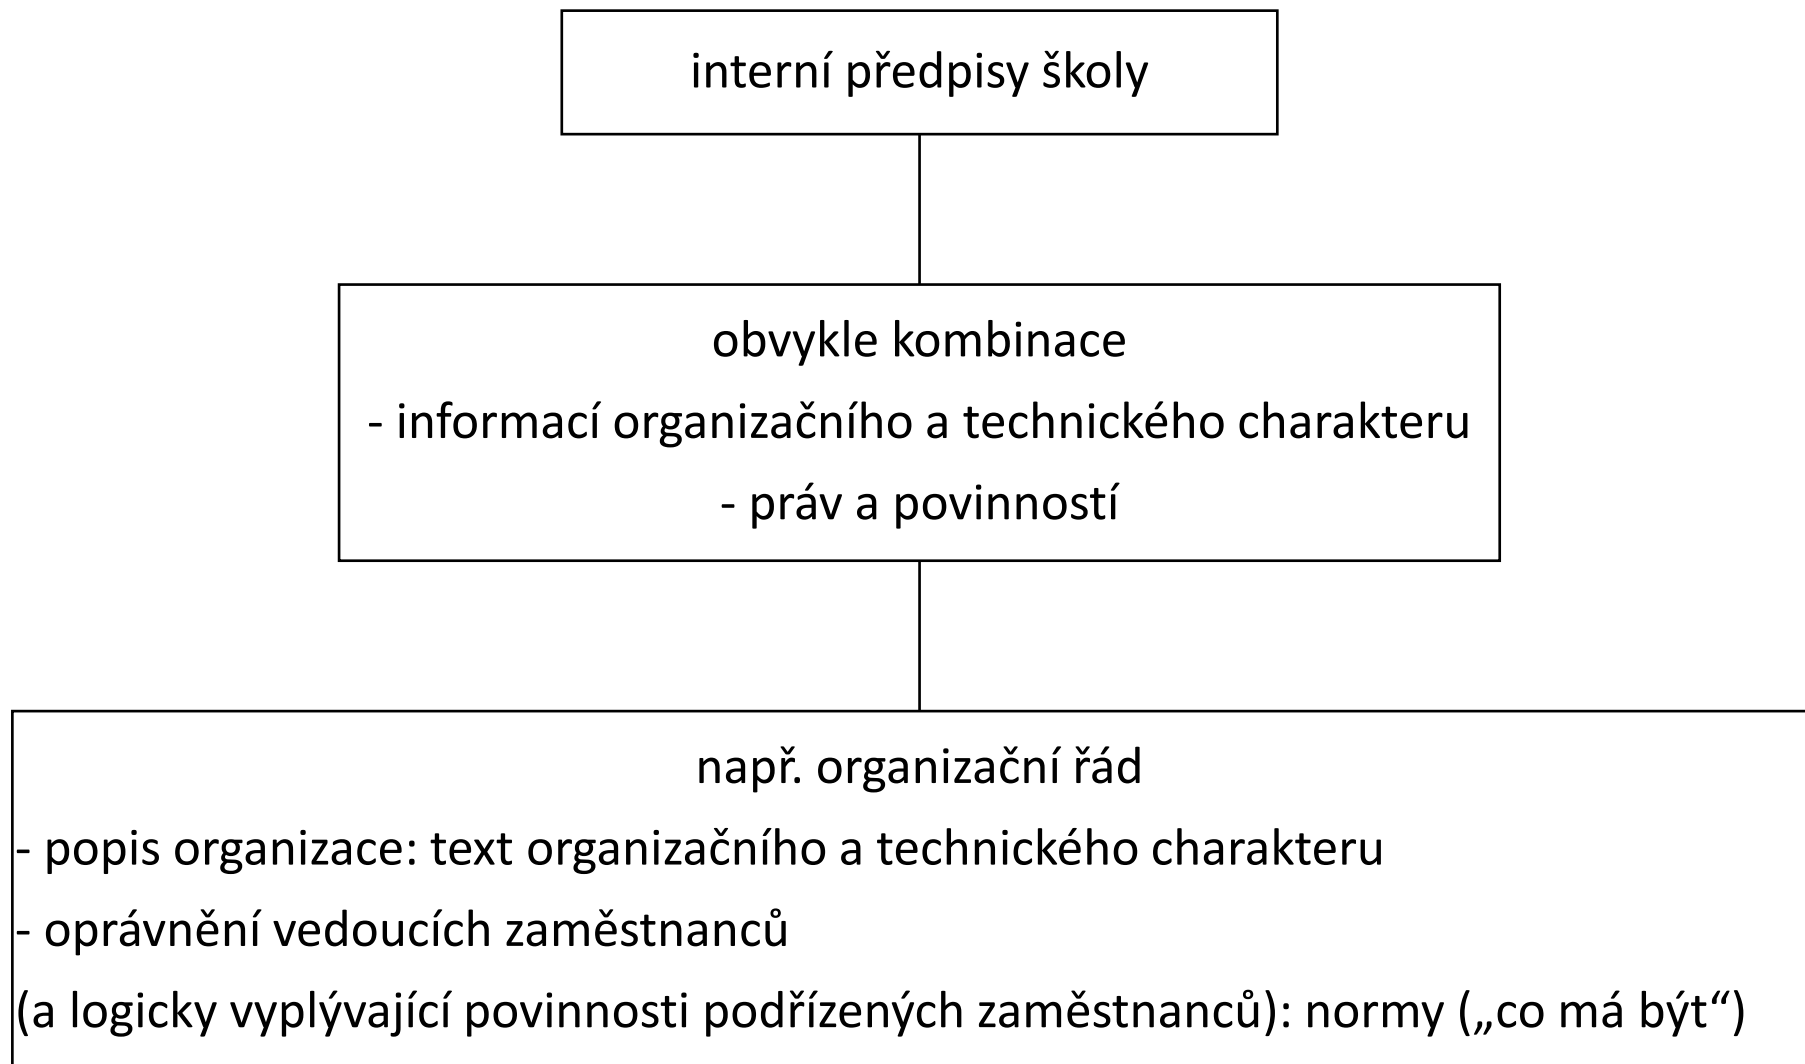 interní předpisy školy
obvykle kombinace
- informací organizačního a technického charakteru
- práv a povinností
např. organizační řád
- popis organizace: text organizačního a technického charakteru
- oprávnění vedoucích zaměstnanců
(a logicky vyplývající povinnosti podřízených zaměstnanců): normy („co má být“)